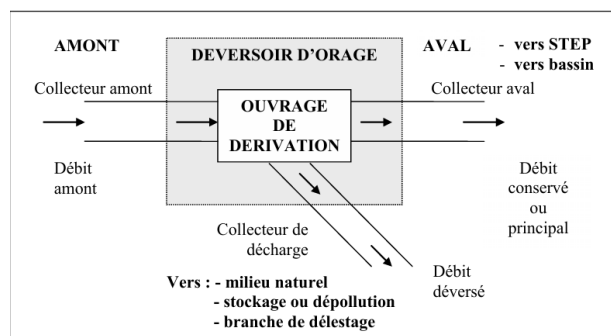 AMONT
DEVERSOIR D'ORAGE
AVAL
- vers STEP
- vers bassin
Collecteur amont
Collecteur aval
OUVRAGE
DE
DERIVATION
Débit
amont
Débit
conservé
ou
principal
Collecteur de
décharge
Débit
déversé
Vers : - milieu naturel
- stockage ou dépollution
- branche de délestage